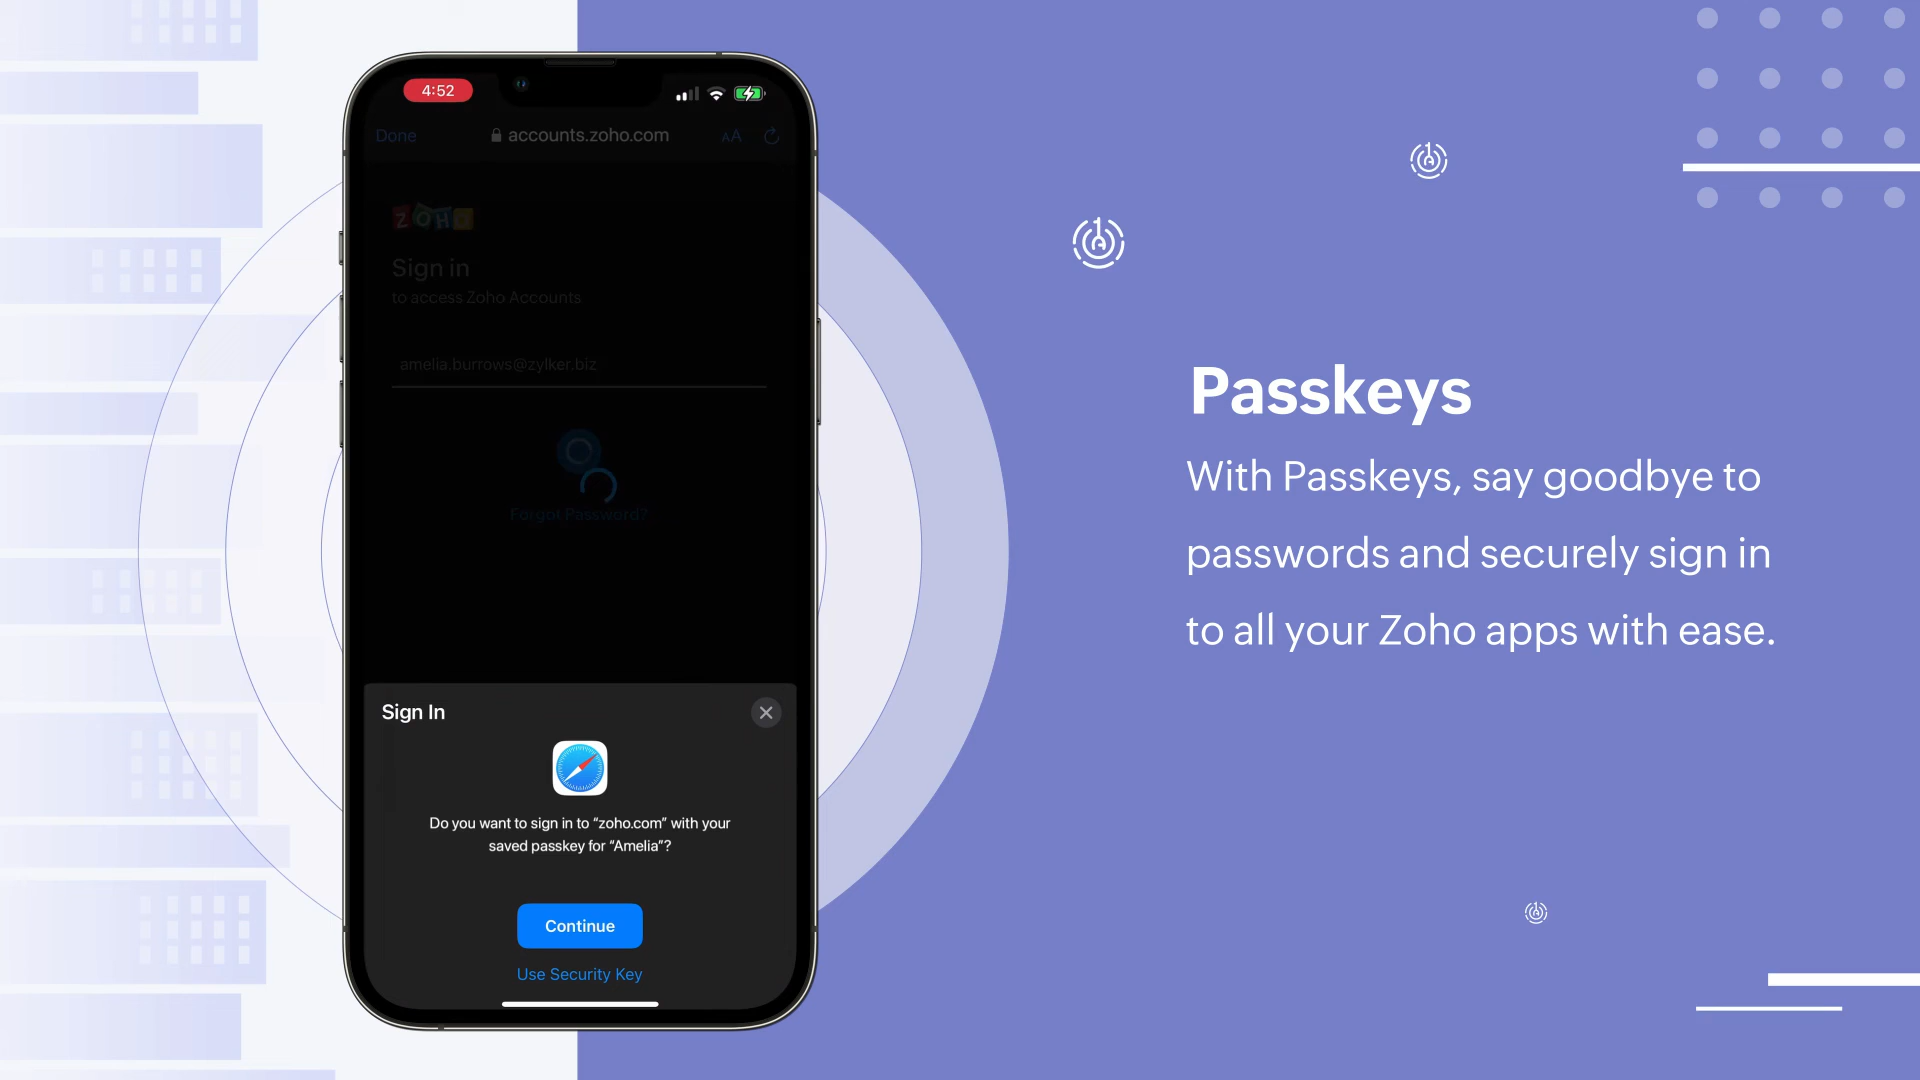 4:52
Done
accounts.zoho.com
AA
ZOHO
Sign in
to access Zoho Accounts
amelia.burrows@zylker.biz
Forgot Password?
Sign In
Do you want to sign in to “zoho.com” with your
saved passkey for “Amelia”?
Continue
Use Security Key
Passkeys
With Passkeys, say goodbye to
passwords and securely sign in
to all your Zoho apps with ease.